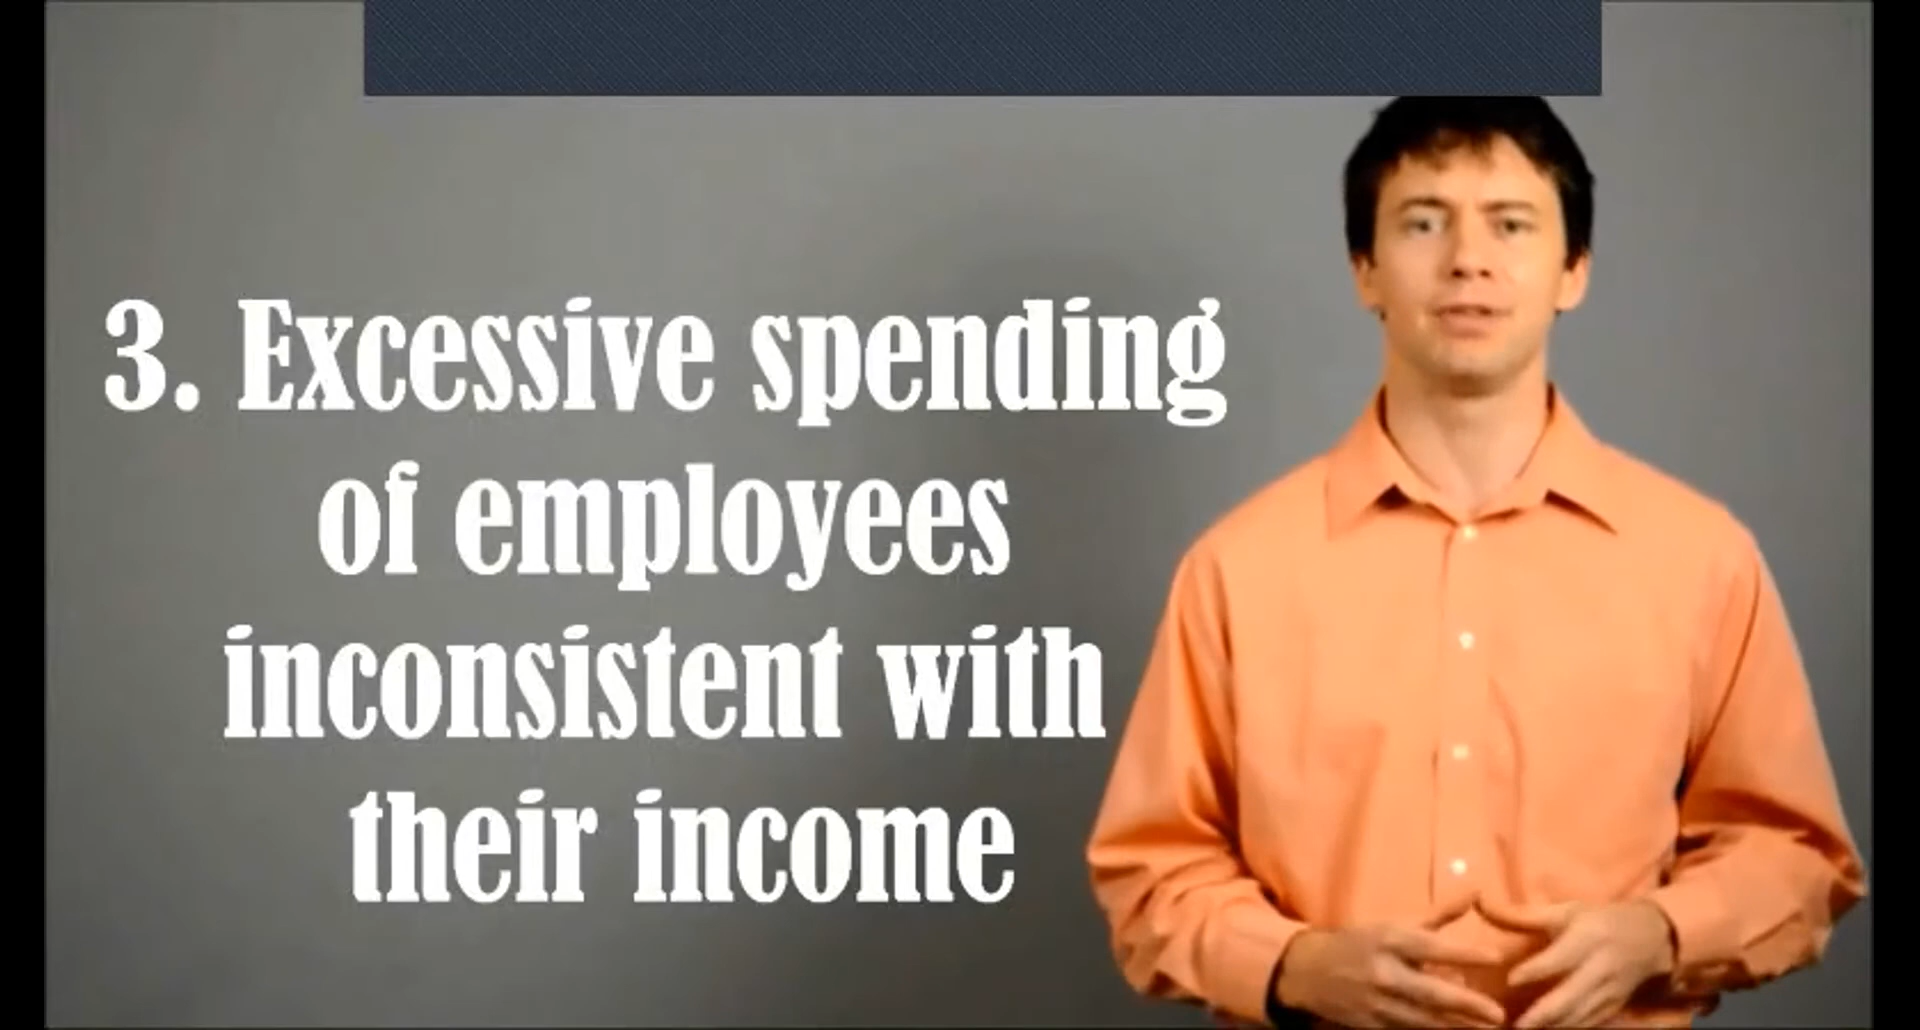 3. Excessive spending
of employees
inconsistent with
their income